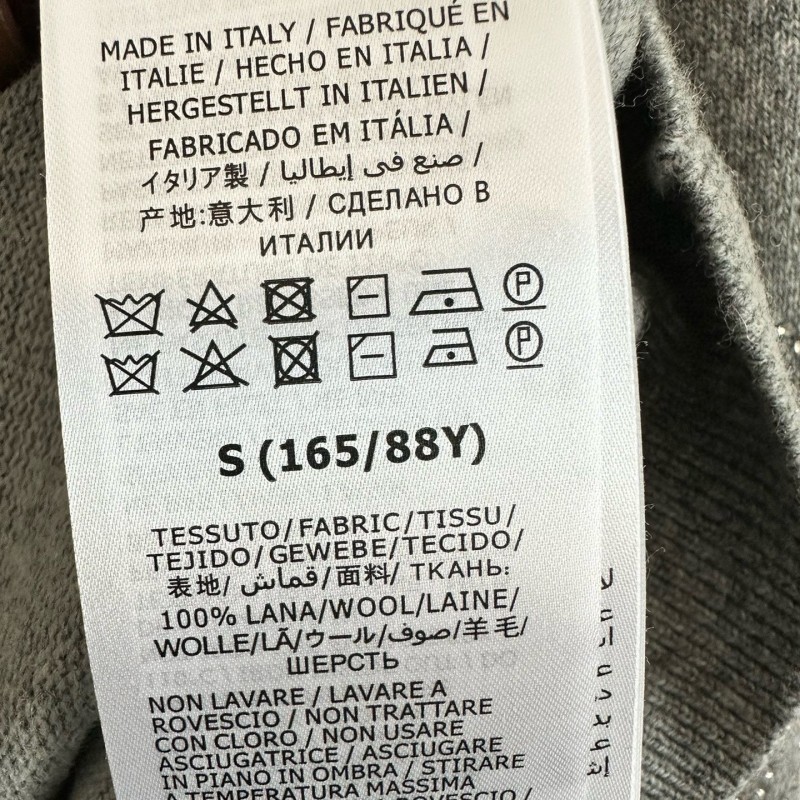 MADE IN ITALY / FABRIQUÉ EN
ITALIE / HECHO EN ITALIA /
HERGESTELLT IN ITALIEN /
FABRICADO EM ITÁLIA /
イタリア製 / صنع فى إيطاليا /
产地:意大利 / СДЕЛАНО В
ИТАЛИИ
P
P
S (165/88Y)
TESSUTO/FABRIC/TISSU/
TEJIDO/GEWEBE/TECIDO/
表地/ قماش/面料/ ТКАНЬ:
100% LANA/WOOL/LAINE/
WOLLE/LÃ/ウール/صوف/羊毛/
ШЕРСТЬ
NON LAVARE / LAVARE A
ROVESCIO / NON TRATTARE
CON CLORO / NON USARE
ASCIUGATRICE / ASCIUGARE
IN PIANO IN OMBRA / STIRARE
A TEMPERATURA MASSIMA
ROVESCIO /